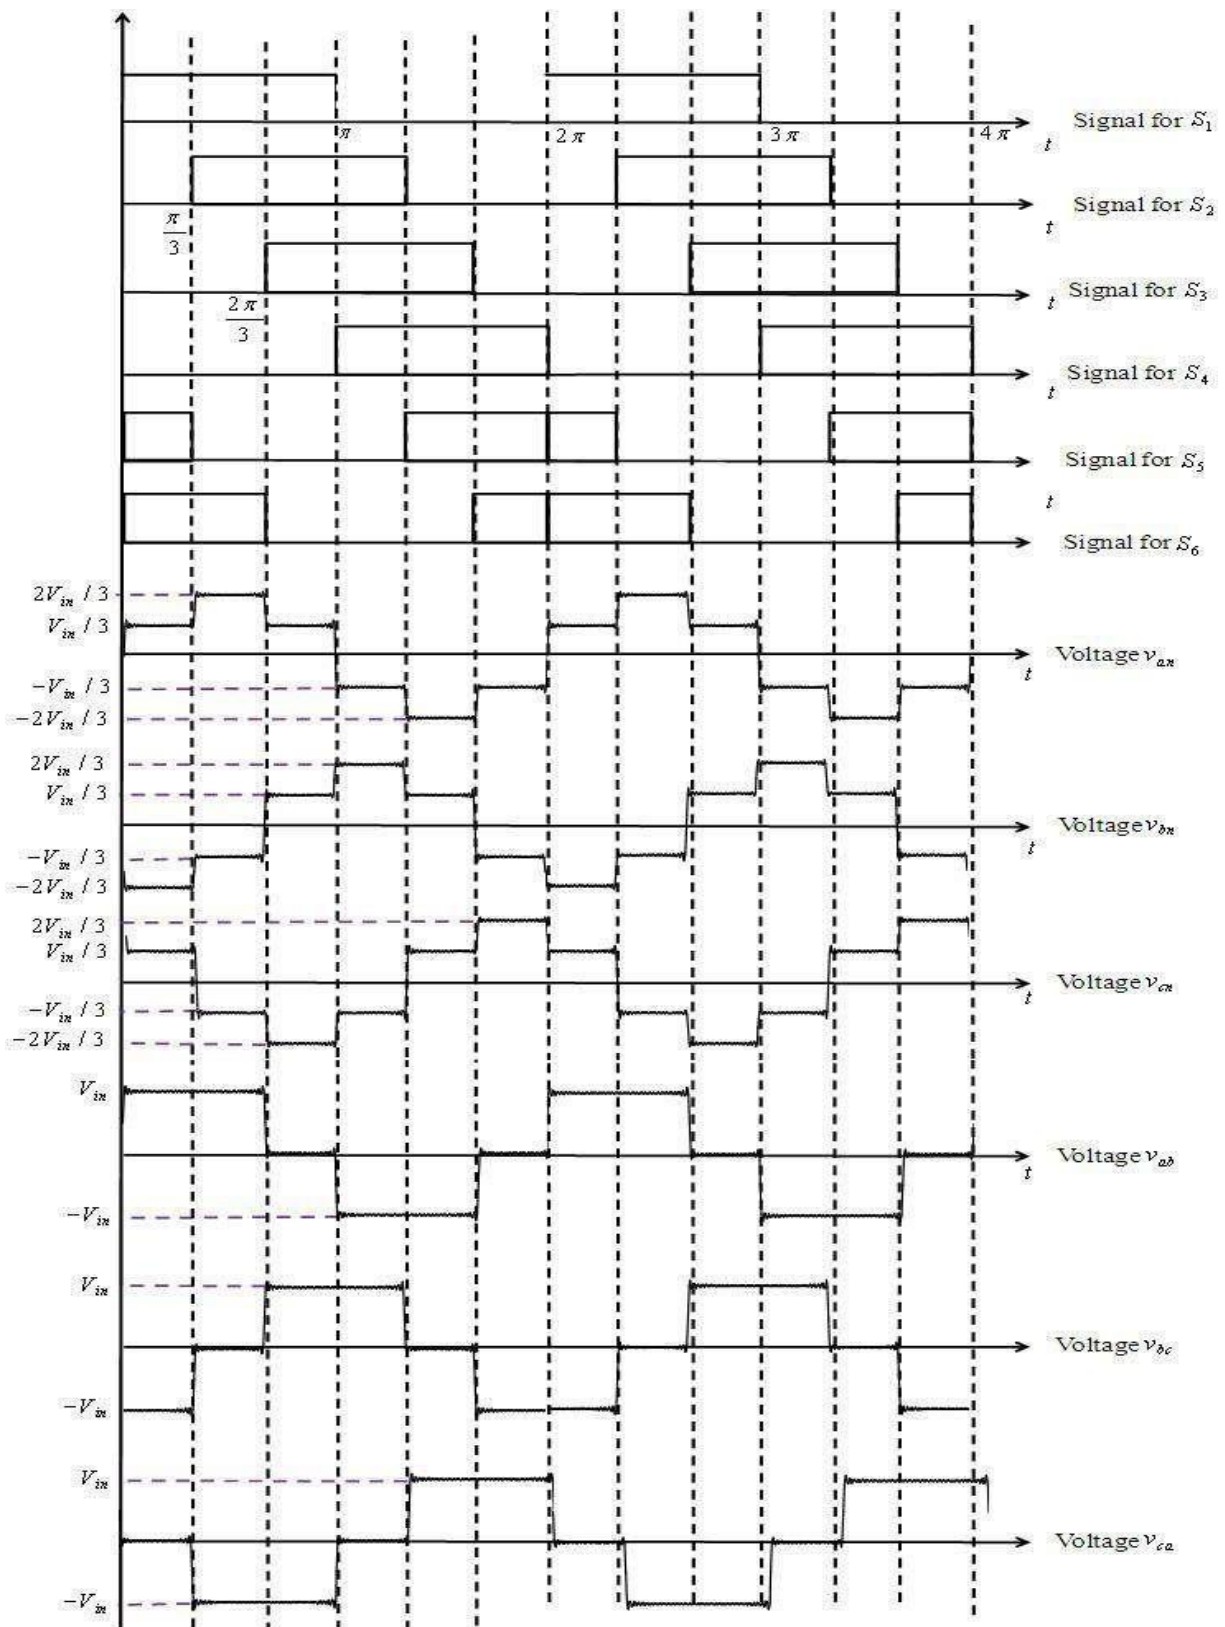 Signal for S₁
π
2π
3π
4π
t
Signal for S₂
π/3
t
Signal for S₃
2π/3
t
Signal for S₄
t
Signal for S₅
t
Signal for S₆
2V_in / 3
V_in / 3
Voltage v_an
t
−V_in / 3
−2V_in / 3
2V_in / 3
V_in / 3
Voltage v_bn
t
−V_in / 3
−2V_in / 3
2V_in / 3
V_in / 3
Voltage v_cn
t
−V_in / 3
−2V_in / 3
V_in
Voltage v_ab
t
−V_in
V_in
Voltage v_bc
−V_in
V_in
Voltage v_ca
−V_in